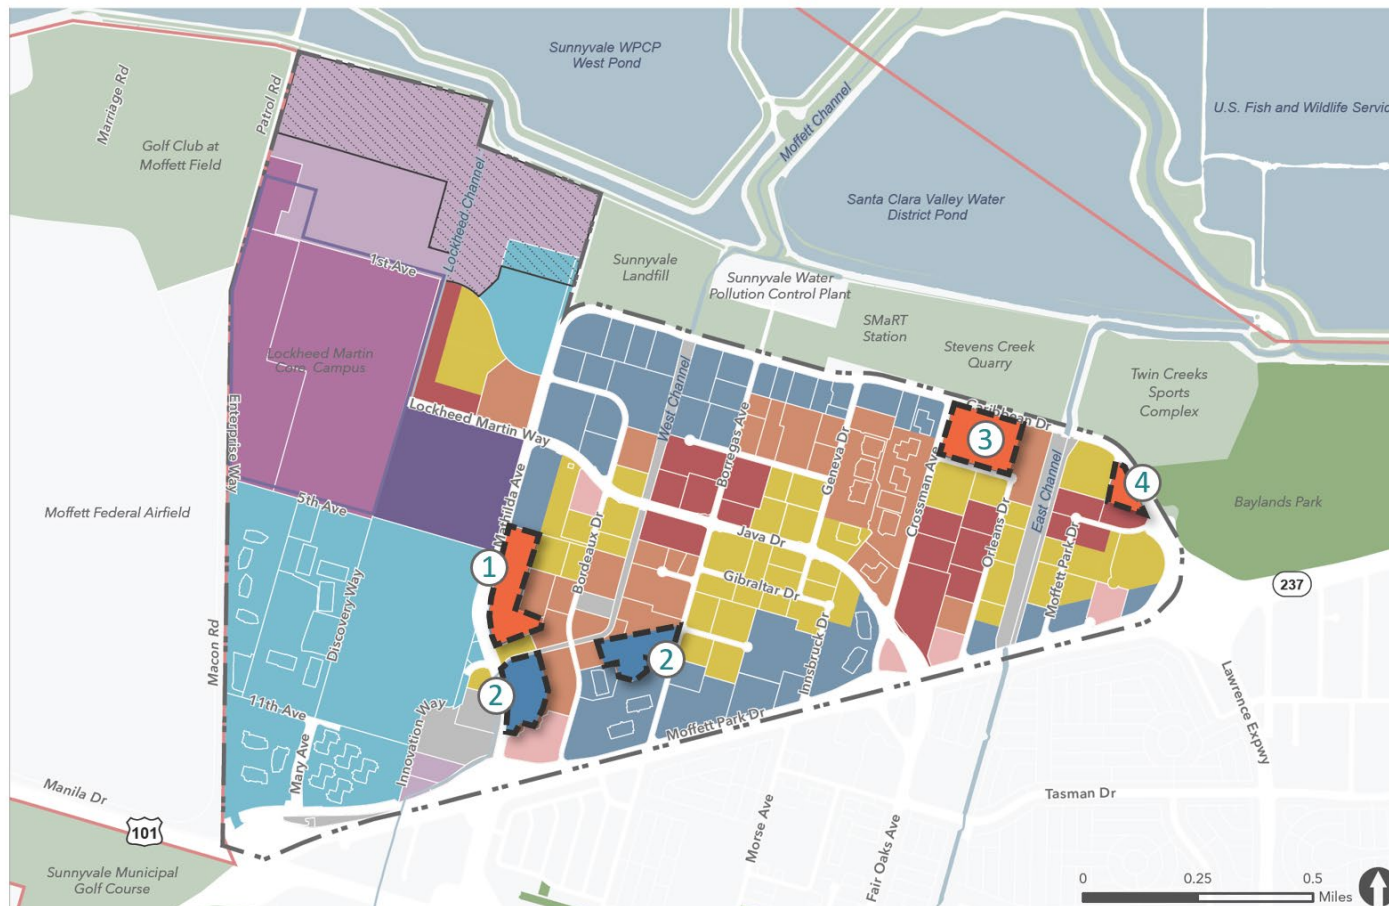 Sunnyvale WPCP
West Pond
Marriage Rd
Patrol Rd
Golf Club at
Moffett Field
Moffett Channel
U.S. Fish and Wildlife Servic
Santa Clara Valley Water
District Pond
Lockheed Channel
1st Ave
Sunnyvale
Landfill
Sunnyvale Water
Pollution Control Plant
SMaRT
Station
Stevens Creek
Quarry
Twin Creeks
Sports
Complex
Lockheed Martin
Core Campus
Enterprise Way
Lockheed Martin Way
West Channel
Borregas Ave
Geneva Dr
Caribbean Dr
3
4
Crossman Ave
East Channel
Baylands Park
Moffett Federal Airfield
5th Ave
Mathilda Ave
Bordeaux Dr
Java Dr
Orleans Dr
Moffett Park Dr
1
Gibraltar Dr
237
Discovery Way
Macon Rd
Innsbruck Dr
2
2
11th Ave
Mary Ave
Innovation Way
Moffett Park Dr
Lawrence Expwy
Manila Dr
101
Morse Ave
Fair Oaks Ave
Tasman Dr
Sunnyvale Municipal
Golf Course
0 0.25 0.5
Miles